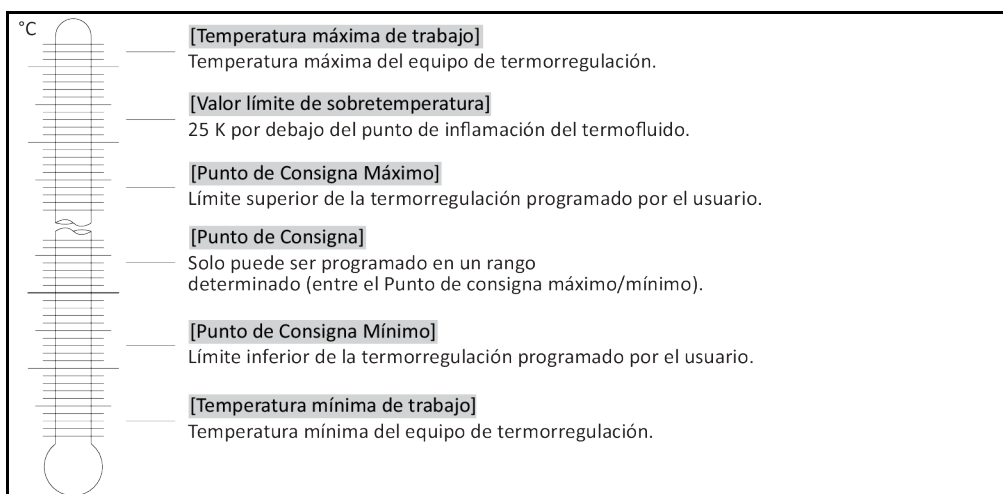 °C
[Temperatura máxima de trabajo]
Temperatura máxima del equipo de termorregulación.
[Valor límite de sobretemperatura]
25 K por debajo del punto de inflamación del termofluido.
[Punto de Consigna Máximo]
Límite superior de la termorregulación programado por el usuario.
[Punto de Consigna]
Solo puede ser programado en un rango
determinado (entre el Punto de consigna máximo/mínimo).
[Punto de Consigna Mínimo]
Límite inferior de la termorregulación programado por el usuario.
[Temperatura mínima de trabajo]
Temperatura mínima del equipo de termorregulación.